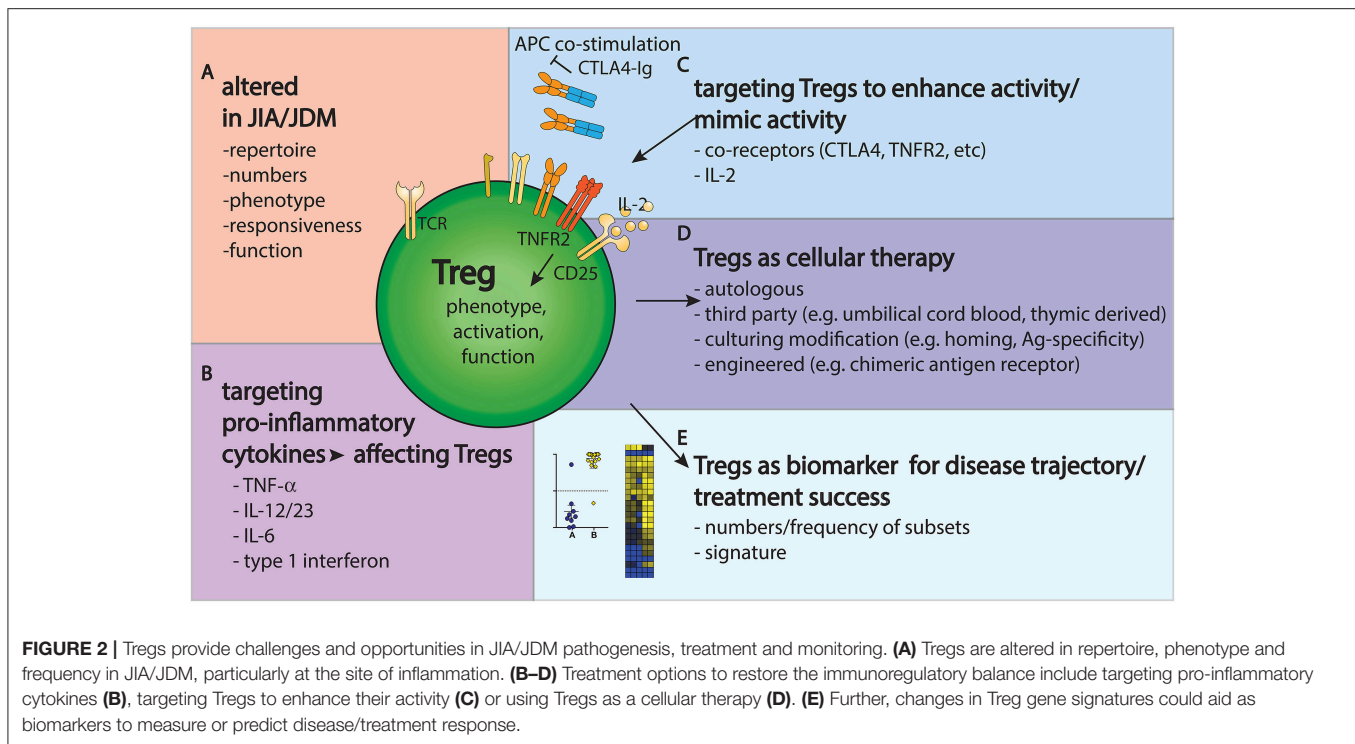 A
altered
in JIA/JDM
-repertoire
-numbers
-phenotype
-responsiveness
-function
APC co-stimulation
CTLA4-Ig
C
targeting Tregs to enhance activity/
mimic activity
- co-receptors (CTLA4, TNFR2, etc)
- IL-2
TCR
TNFR2
IL-2
CD25
Treg
phenotype,
activation,
function
D
Tregs as cellular therapy
- autologous
- third party (e.g. umbilical cord blood, thymic derived)
- culturing modification (e.g. homing, Ag-specificity)
- engineered (e.g. chimeric antigen receptor)
B
targeting
pro-inflammatory
cytokines➤ affecting Tregs
- TNF-α
- IL-12/23
- IL-6
- type 1 interferon
A B
E
Tregs as biomarker for disease trajectory/
treatment success
- numbers/frequency of subsets
- signature
FIGURE 2 | Tregs provide challenges and opportunities in JIA/JDM pathogenesis, treatment and monitoring. (A) Tregs are altered in repertoire, phenotype and
frequency in JIA/JDM, particularly at the site of inflammation. (B–D) Treatment options to restore the immunoregulatory balance include targeting pro-inflammatory
cytokines (B), targeting Tregs to enhance their activity (C) or using Tregs as a cellular therapy (D). (E) Further, changes in Treg gene signatures could aid as
biomarkers to measure or predict disease/treatment response.